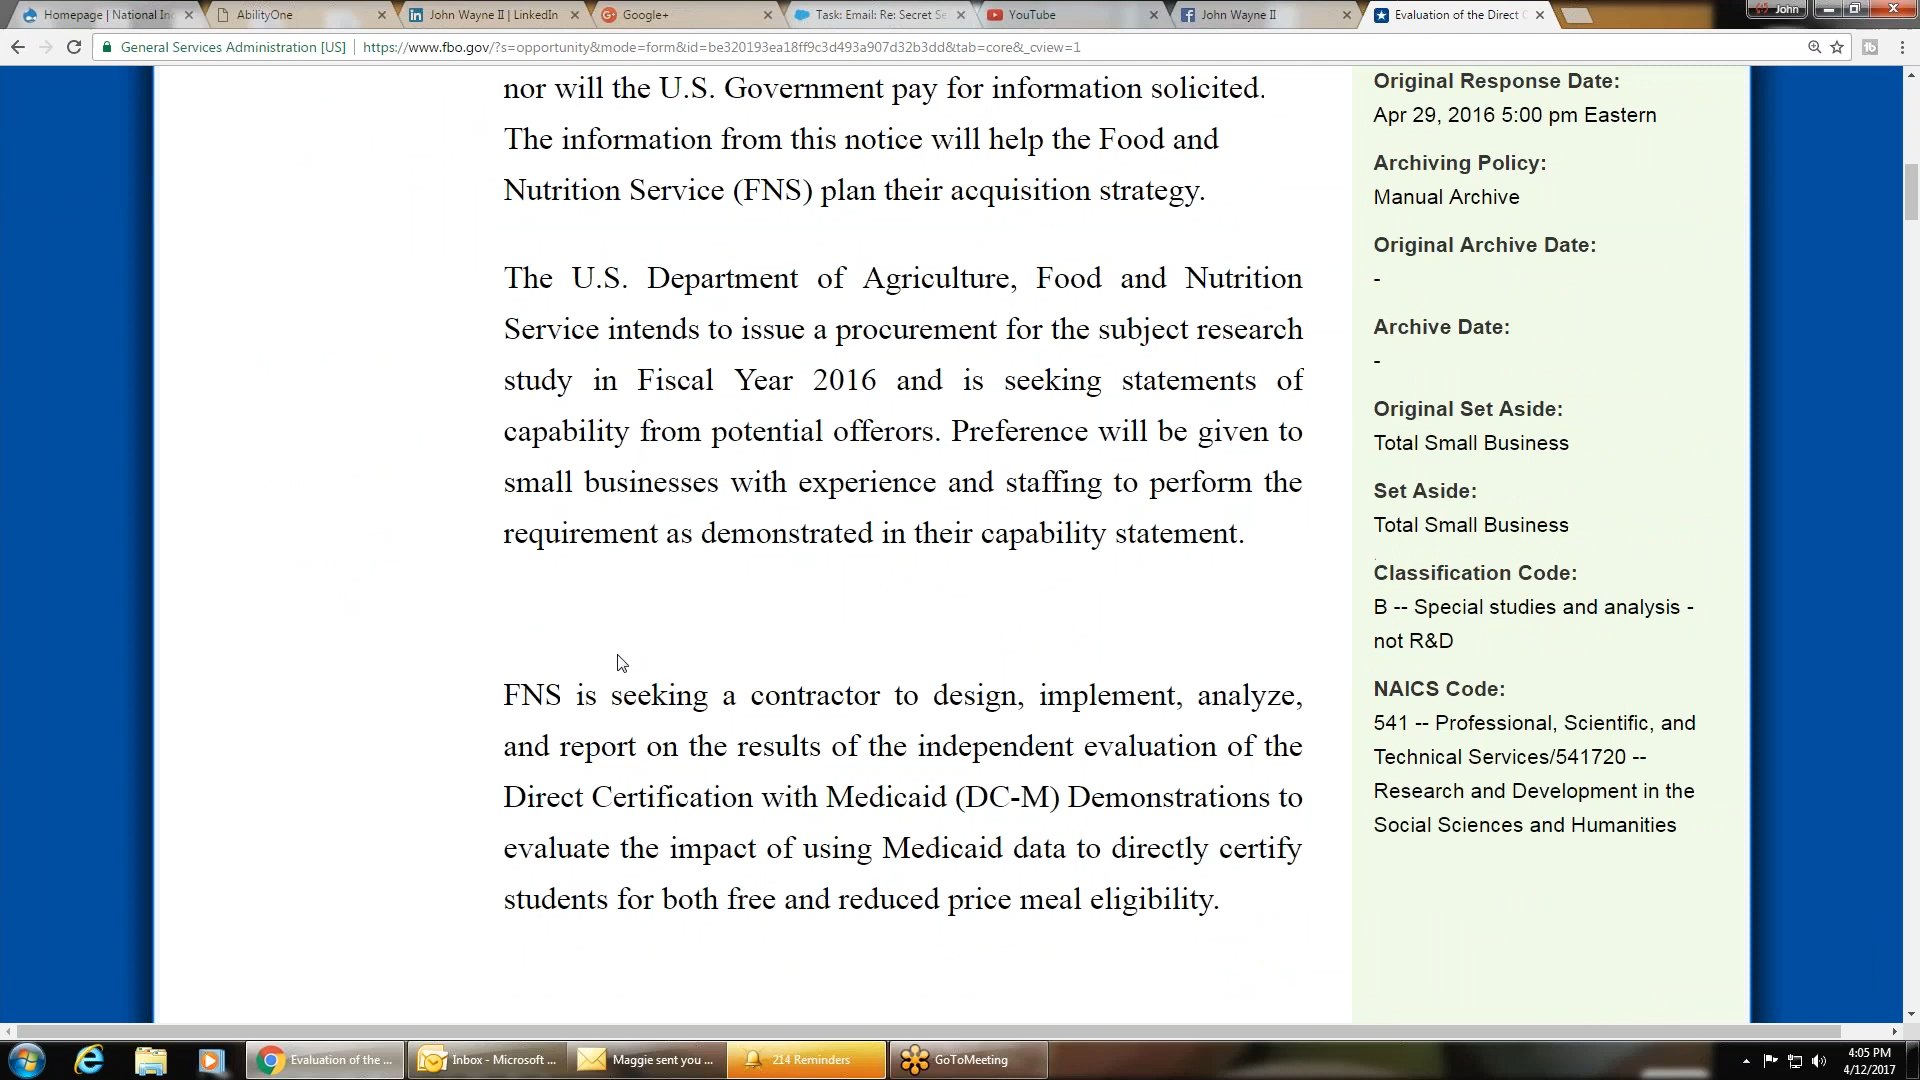 Homepage | National In
AbilityOne
John Wayne II | LinkedIn
Google+
Task: Email: Re: Secret Se
YouTube
John Wayne II
Evaluation of the Direct C
John
General Services Administration [US]
https://www.fbo.gov/?s=opportunity&mode=form&id=be320193ea18ff9c3d493a907d32b3dd&tab=core&_cview=1
nor will the U.S. Government pay for information solicited.
The information from this notice will help the Food and
Nutrition Service (FNS) plan their acquisition strategy.
The U.S. Department of Agriculture, Food and Nutrition
Service intends to issue a procurement for the subject research
study in Fiscal Year 2016 and is seeking statements of
capability from potential offerors. Preference will be given to
small businesses with experience and staffing to perform the
requirement as demonstrated in their capability statement.
FNS is seeking a contractor to design, implement, analyze,
and report on the results of the independent evaluation of the
Direct Certification with Medicaid (DC-M) Demonstrations to
evaluate the impact of using Medicaid data to directly certify
students for both free and reduced price meal eligibility.
Original Response Date:
Apr 29, 2016 5:00 pm Eastern
Archiving Policy:
Manual Archive
Original Archive Date:
-
Archive Date:
-
Original Set Aside:
Total Small Business
Set Aside:
Total Small Business
Classification Code:
B -- Special studies and analysis -
not R&D
NAICS Code:
541 -- Professional, Scientific, and
Technical Services/541720 --
Research and Development in the
Social Sciences and Humanities
Evaluation of the ...
Inbox - Microsoft ...
Maggie sent you ...
214 Reminders
GoToMeeting
4:05 PM
4/12/2017